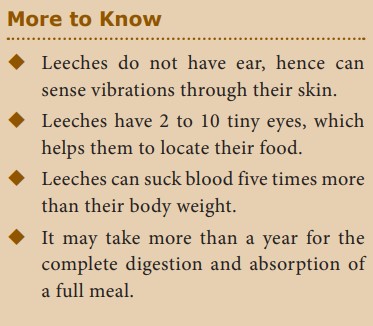 More to Know
Leeches do not have ear, hence can
sense vibrations through their skin.
Leeches have 2 to 10 tiny eyes, which
helps them to locate their food.
Leeches can suck blood five times more
than their body weight.
It may take more than a year for the
complete digestion and absorption of
a full meal.